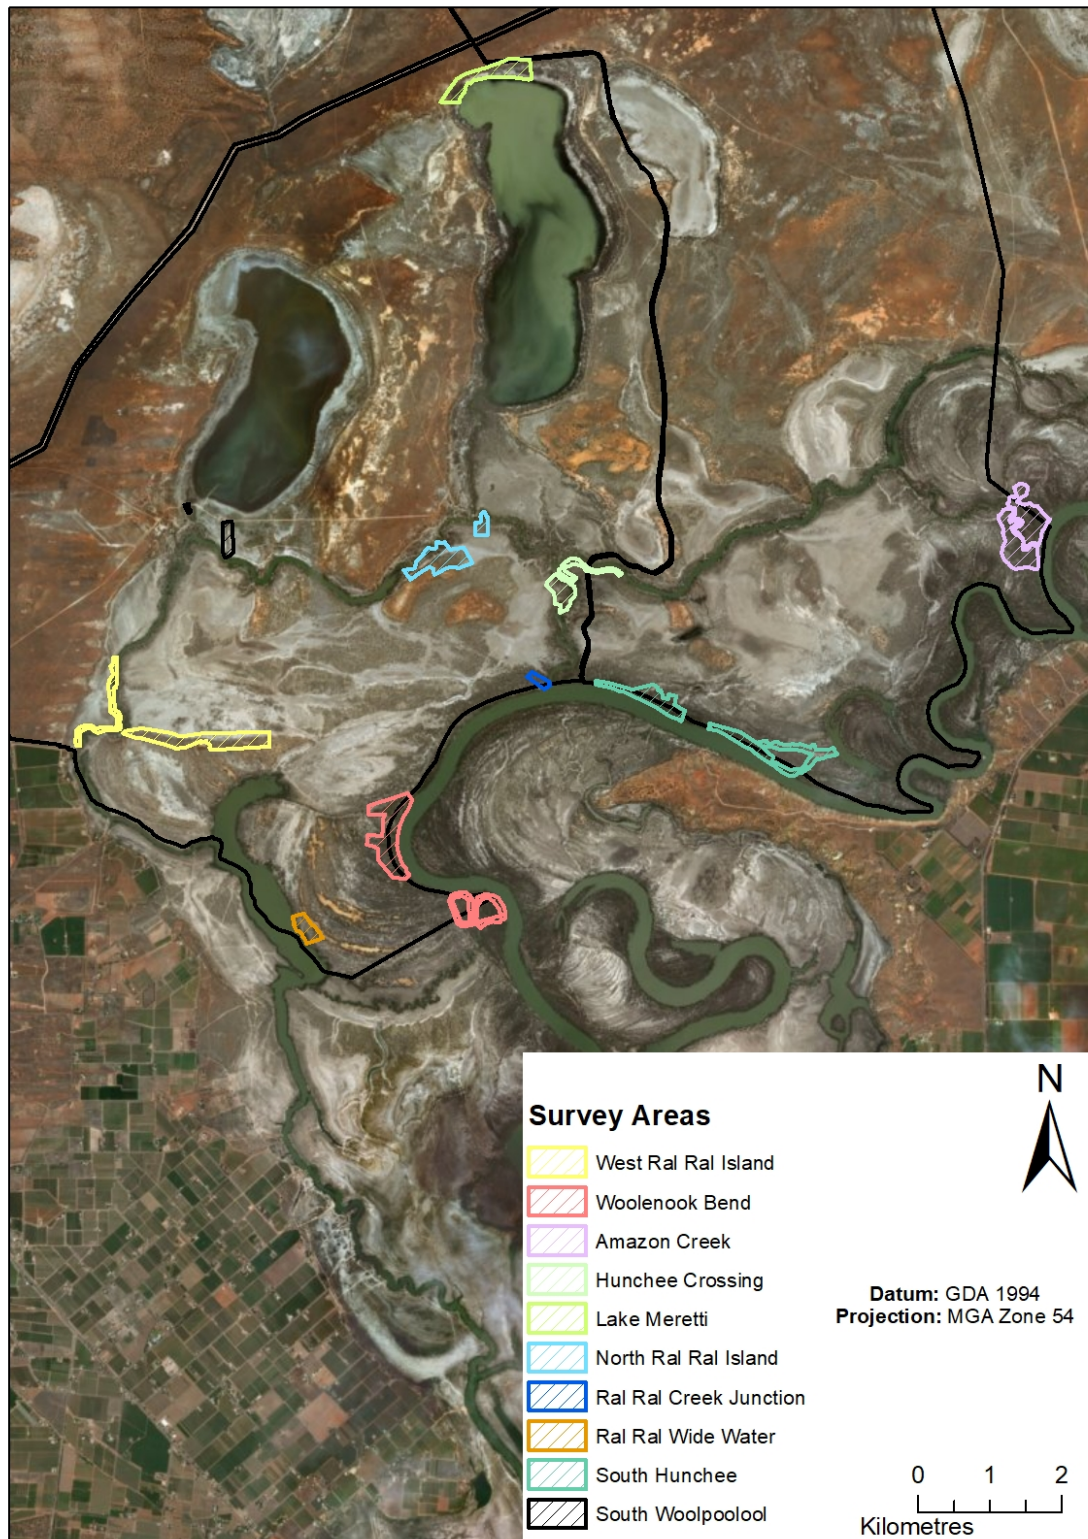 N
Survey Areas
West Ral Ral Island
Woolenook Bend
Amazon Creek
Hunchee Crossing
Lake Meretti
North Ral Ral Island
Ral Ral Creek Junction
Ral Ral Wide Water
South Hunchee
South Woolpoolool
Datum: GDA 1994
Projection: MGA Zone 54
0 1 2
Kilometres